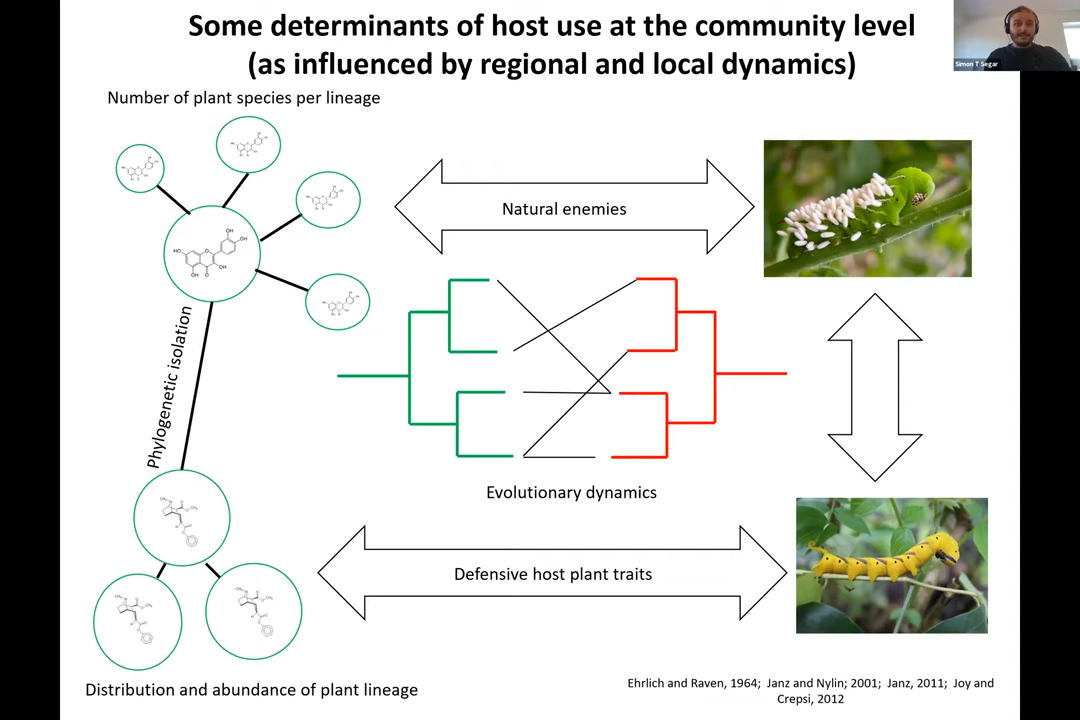 Some determinants of host use at the community level
(as influenced by regional and local dynamics)
Simon T Segar
Number of plant species per lineage
Natural enemies
Phylogenetic isolation
Evolutionary dynamics
Defensive host plant traits
Distribution and abundance of plant lineage
Ehrlich and Raven, 1964; Janz and Nylin; 2001; Janz, 2011; Joy and
Crepsi, 2012